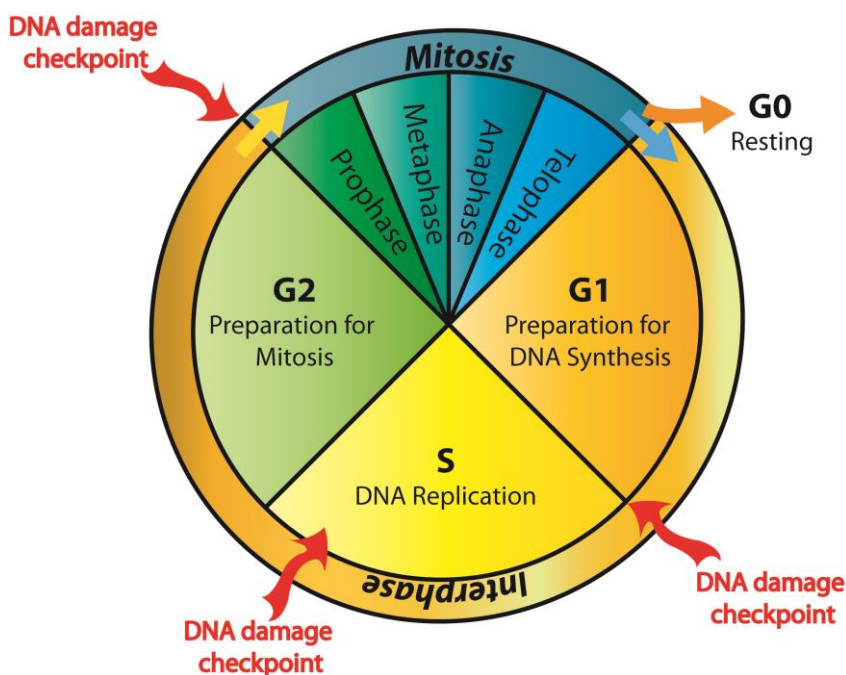 DNA damage
checkpoint
Mitosis
G0
Resting
Prophase
Metaphase
Anaphase
Telophase
G2
Preparation for
Mitosis
G1
Preparation for
DNA Synthesis
S
DNA Replication
Interphase
DNA damage
checkpoint
DNA damage
checkpoint